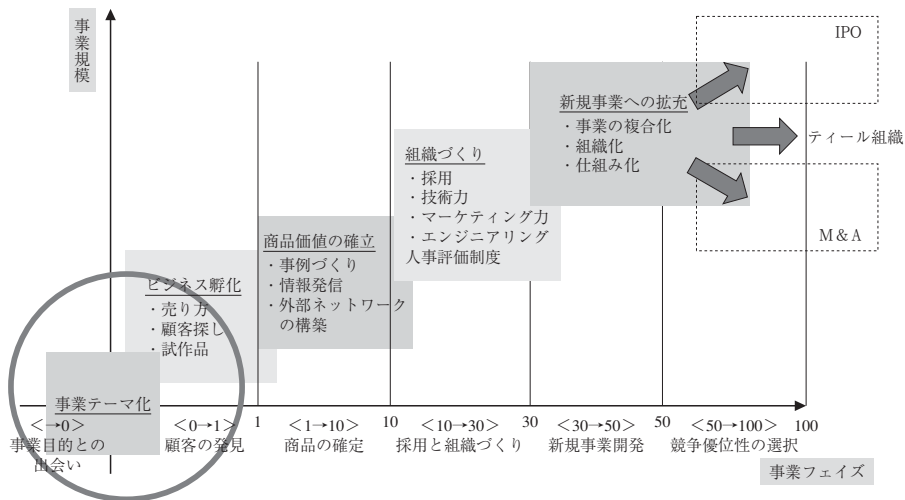 事業規模
IPO
新規事業への拡充
・事業の複合化
・組織化
・仕組み化
ティール組織
M&A
組織づくり
・採用
・技術力
・マーケティング力
・エンジニアリング
人事評価制度
商品価値の確立
・事例づくり
・情報発信
・外部ネットワーク
の構築
ビジネス孵化
・売り方
・顧客探し
・試作品
事業テーマ化
<→0>
事業目的との
出会い
<0→1>
顧客の発見
1
<1→10>
商品の確定
10
<10→30>
採用と組織づくり
30
<30→50>
新規事業開発
50
<50→100>
競争優位性の選択
100
事業フェイズ